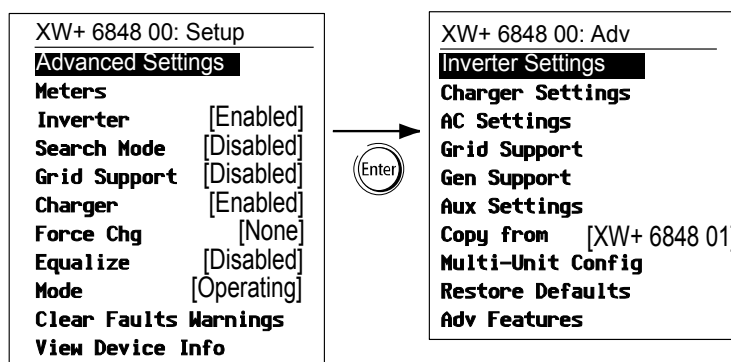 XW+ 6848 00: Setup
Advanced Settings
Meters
Inverter [Enabled]
Search Mode [Disabled]
Grid Support [Disabled]
Charger [Enabled]
Force Chg [None]
Equalize [Disabled]
Mode [Operating]
Clear Faults Warnings
View Device Info
Enter
XW+ 6848 00: Adv
Inverter Settings
Charger Settings
AC Settings
Grid Support
Gen Support
Aux Settings
Copy from [XW+ 6848 01]
Multi-Unit Config
Restore Defaults
Adv Features